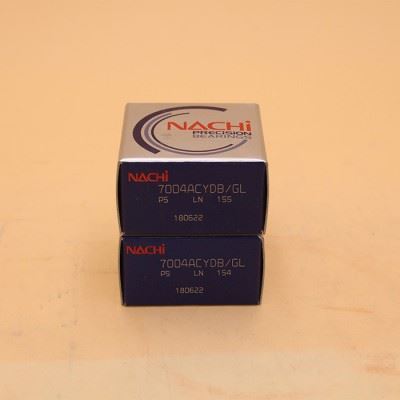 NACHi
PRECISION
BEARINGS
NACHi
7004ACYDB/GL
P5 LN 155
180622
NACHi
7004ACYDB/GL
P5 LN 154
180622